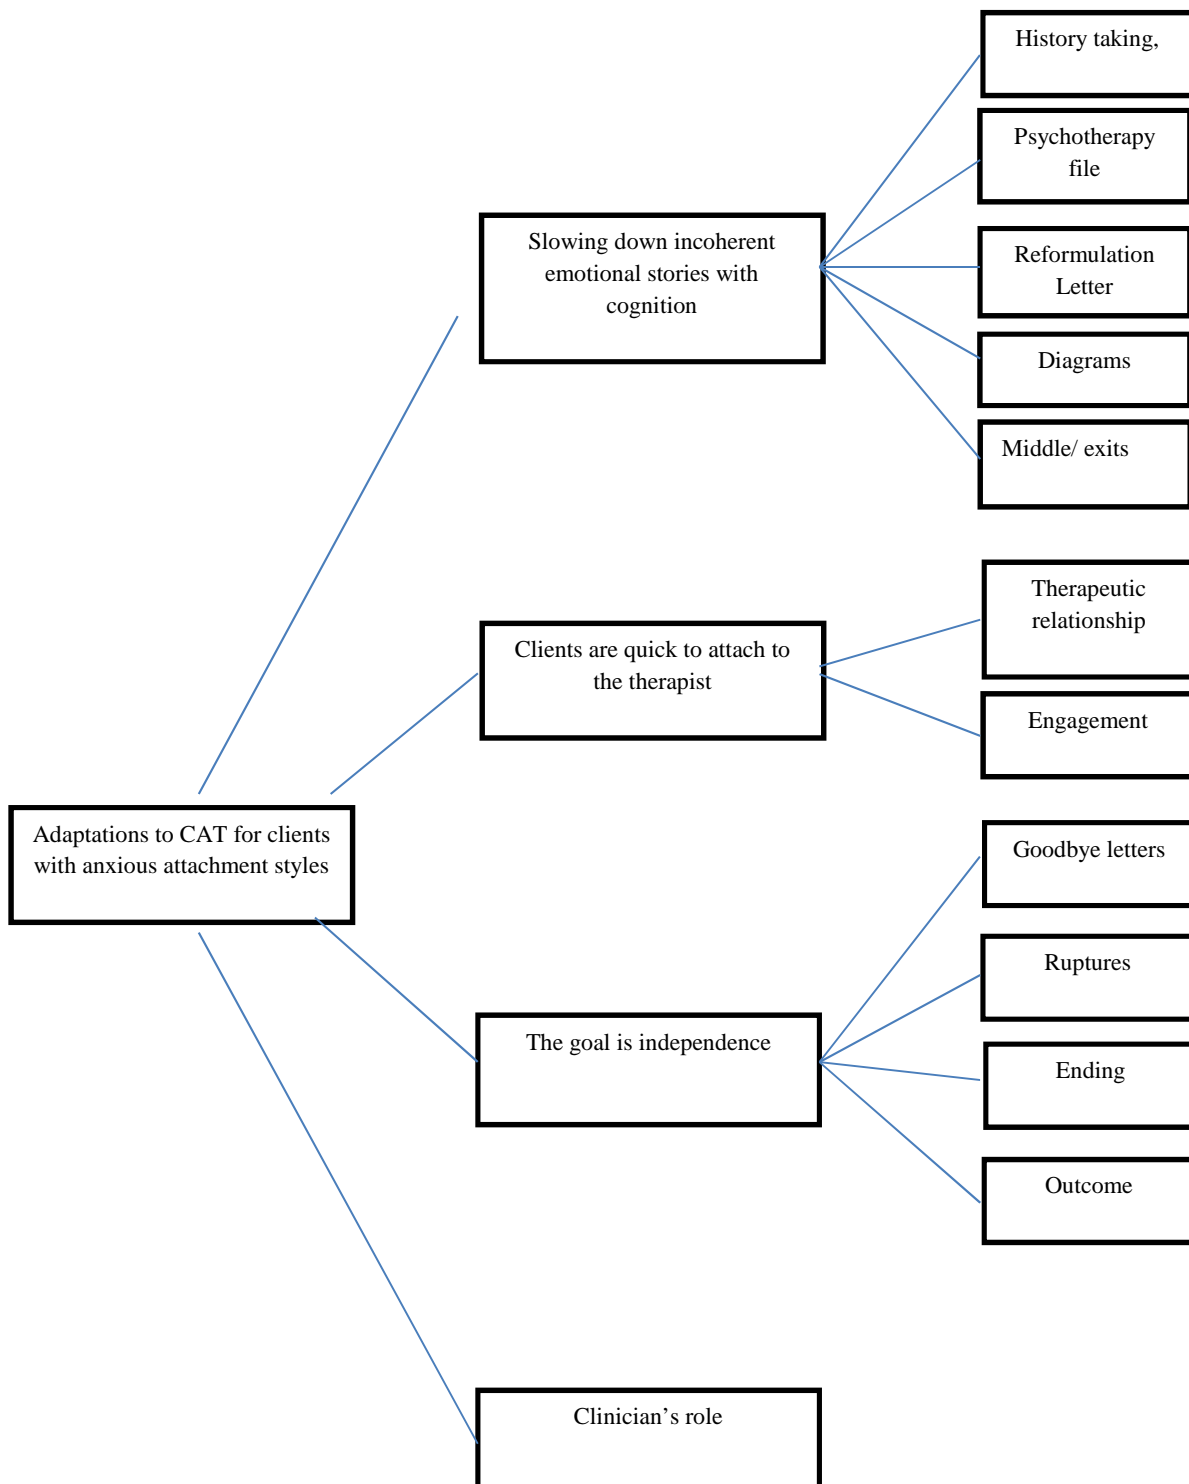 History taking,
Psychotherapy
file
Slowing down incoherent
emotional stories with
cognition
Reformulation
Letter
Diagrams
Middle/ exits
Therapeutic
relationship
Clients are quick to attach to
the therapist
Engagement
Adaptations to CAT for clients
with anxious attachment styles
Goodbye letters
Ruptures
The goal is independence
Ending
Outcome
Clinician’s role